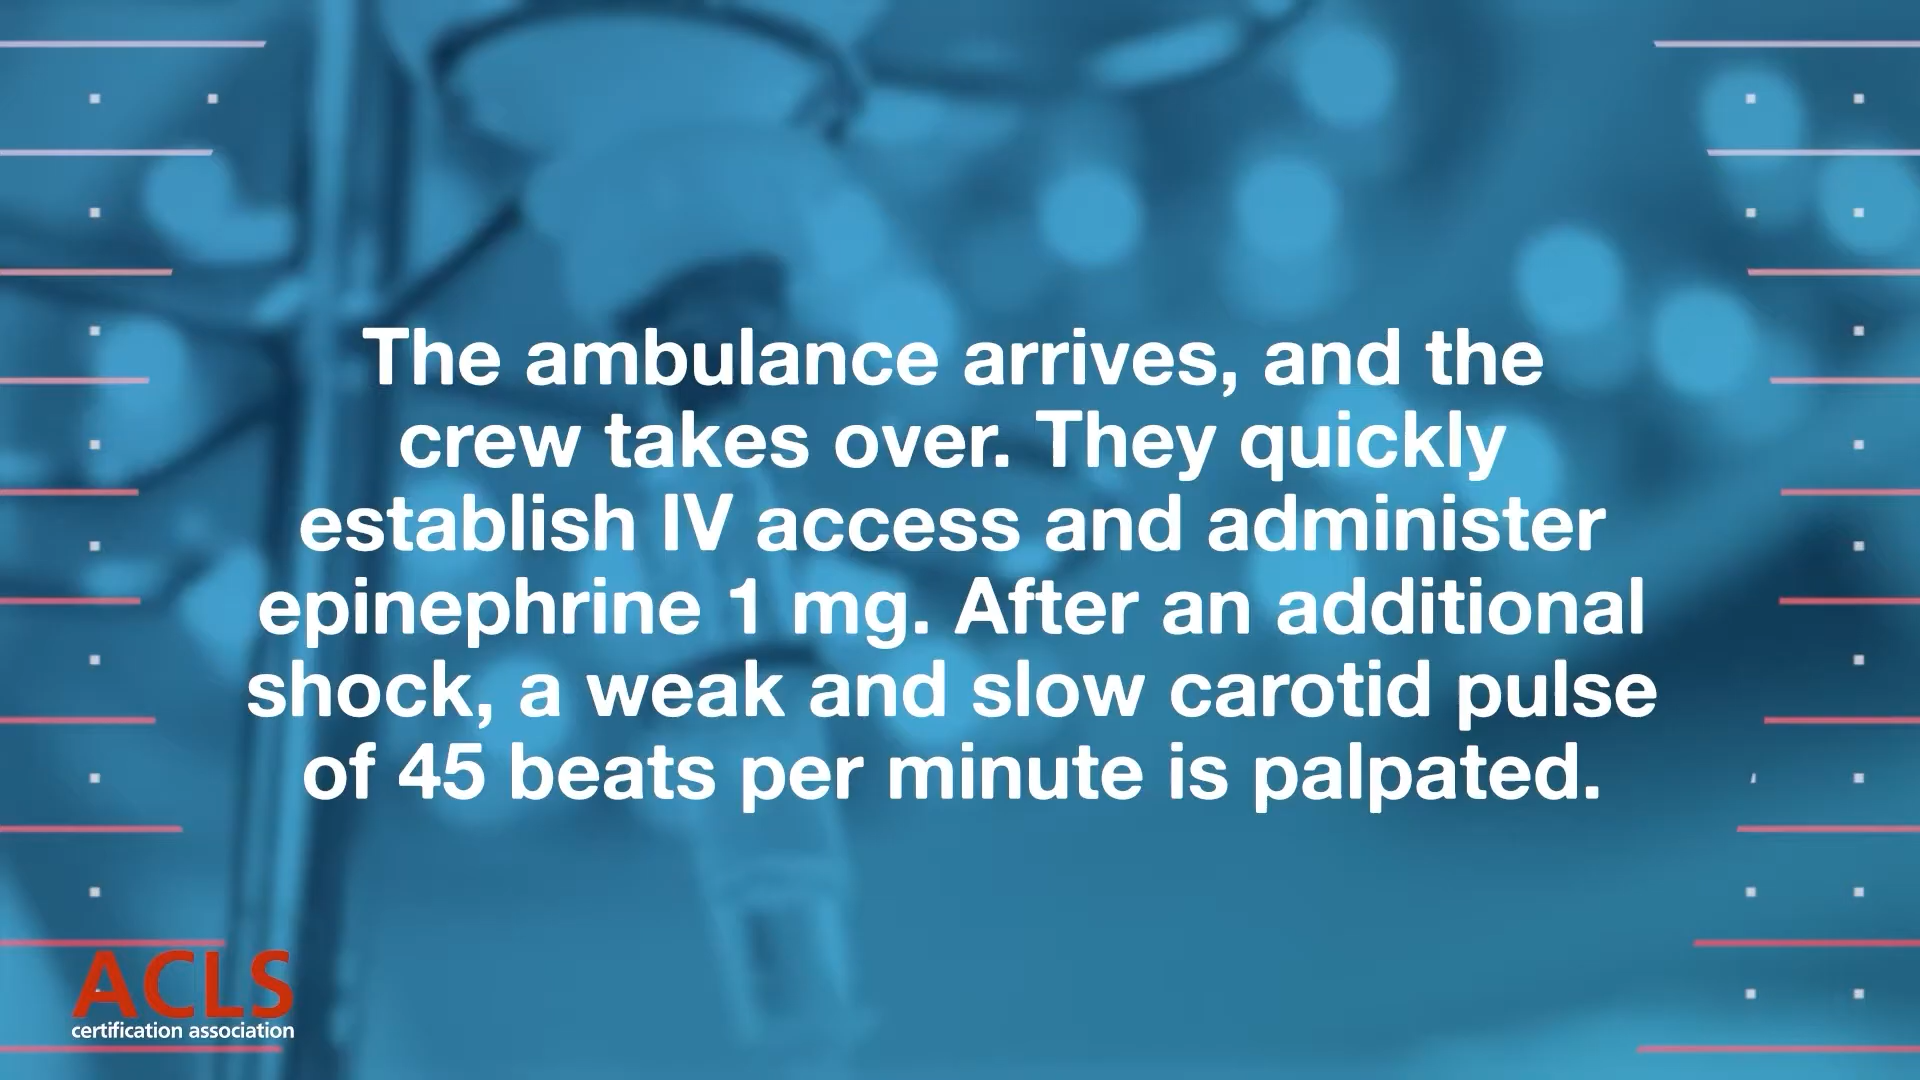 The ambulance arrives, and the
crew takes over. They quickly
establish IV access and administer
epinephrine 1 mg. After an additional
shock, a weak and slow carotid pulse
of 45 beats per minute is palpated.
ACLS
certification association